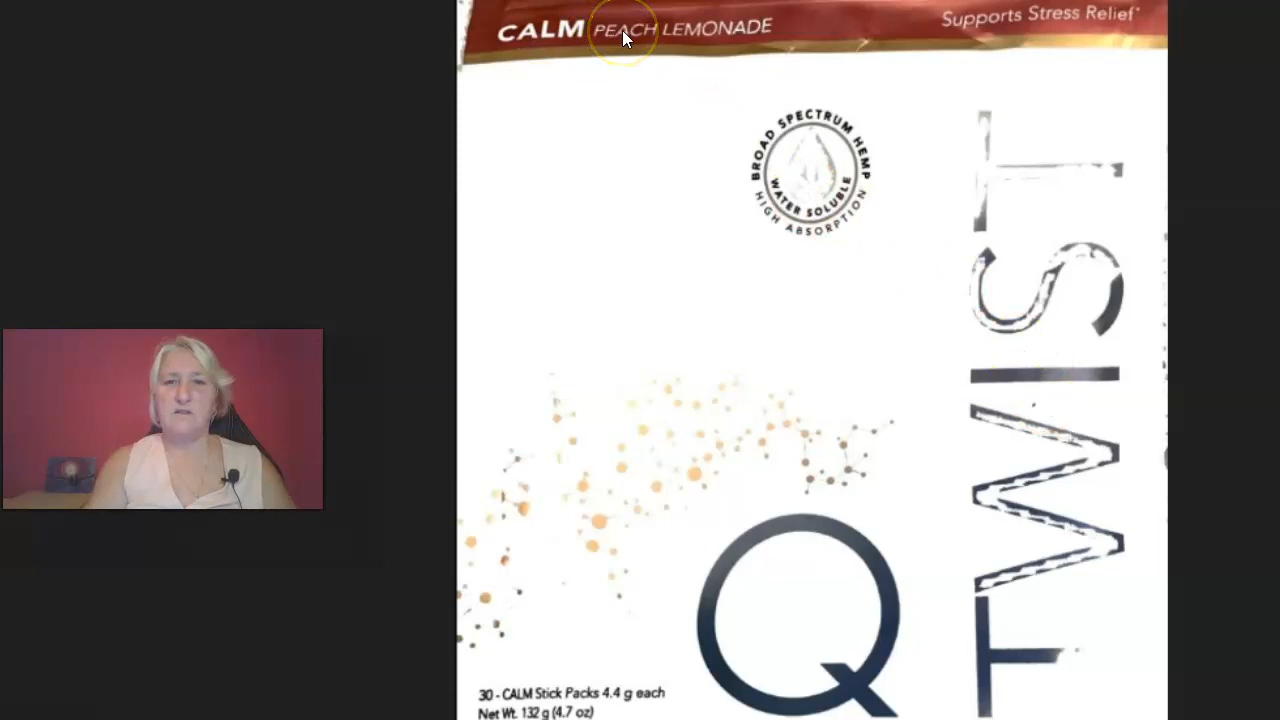 CALM PEACH LEMONADE
Supports Stress Relief*
BROAD SPECTRUM HEMP
WATER SOLUBLE
HIGH ABSORPTION
Q
TWIST
30 - CALM Stick Packs 4.4 g each
Net Wt. 132 g (4.7 oz)